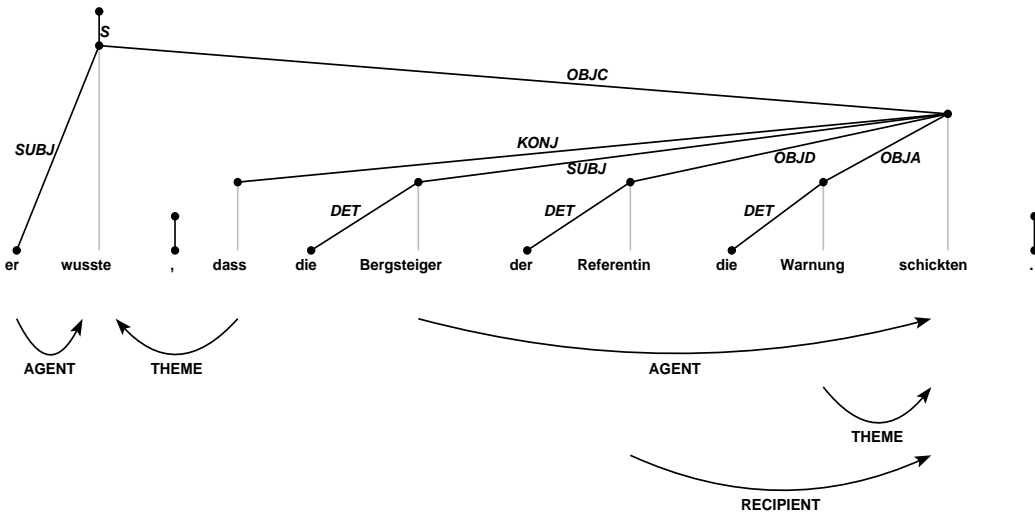 S
OBJC
SUBJ
KONJ
SUBJ
OBJD
OBJA
DET
DET
DET
er wusste , dass die Bergsteiger der Referentin die Warnung schickten .
AGENT THEME AGENT
THEME
RECIPIENT